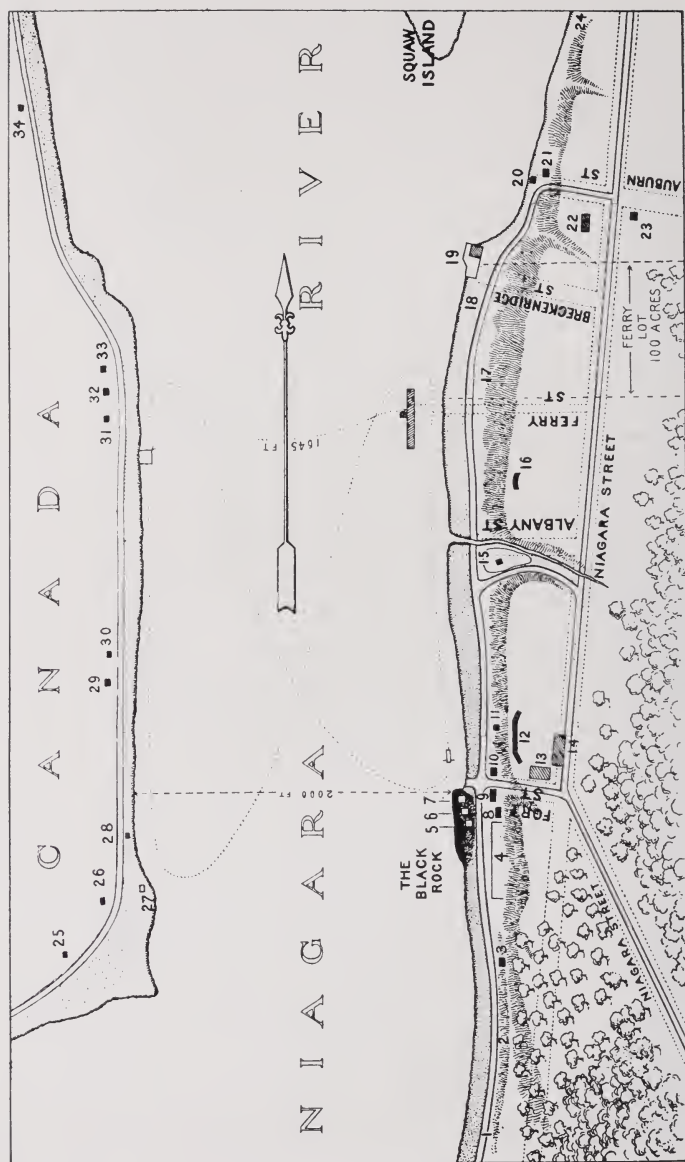 CANADA
34
33
32
31
30
29
28
27
26
25
NIAGARA RIVER
1645 FT
2000 FT
SQUAW
ISLAND
THE
BLACK
ROCK
1
2
3
4
5
6
7
8
9
10
11
12
13
14
15
16
17
18
19
20
21
22
23
24
FORT
ST
ALBANY
ST
FERRY
ST
BRECKENRIDGE
ST
AUBURN
ST
NIAGARA STREET
NIAGARA STREET
FERRY
LOT
100 ACRES